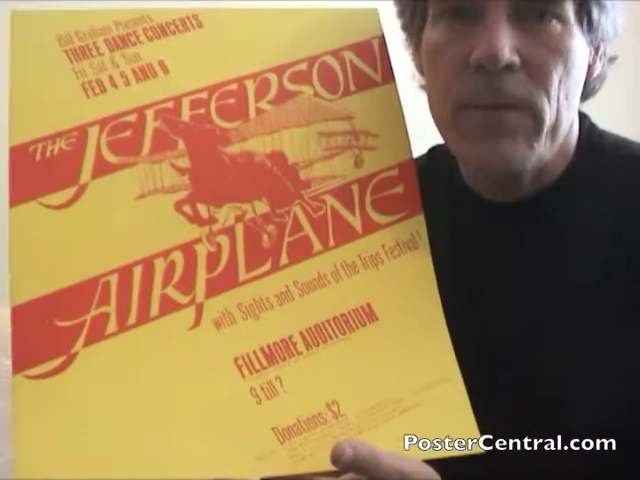 Bill Graham Presents
THREE DANCE CONCERTS
Fri Sat & Sun
FEB 4 5 AND 6
THE JEFFERSON
AIRPLANE
with Sights and Sounds of the Trips Festival!
FILLMORE AUDITORIUM
9 till?
Donations: $2
PosterCentral.com